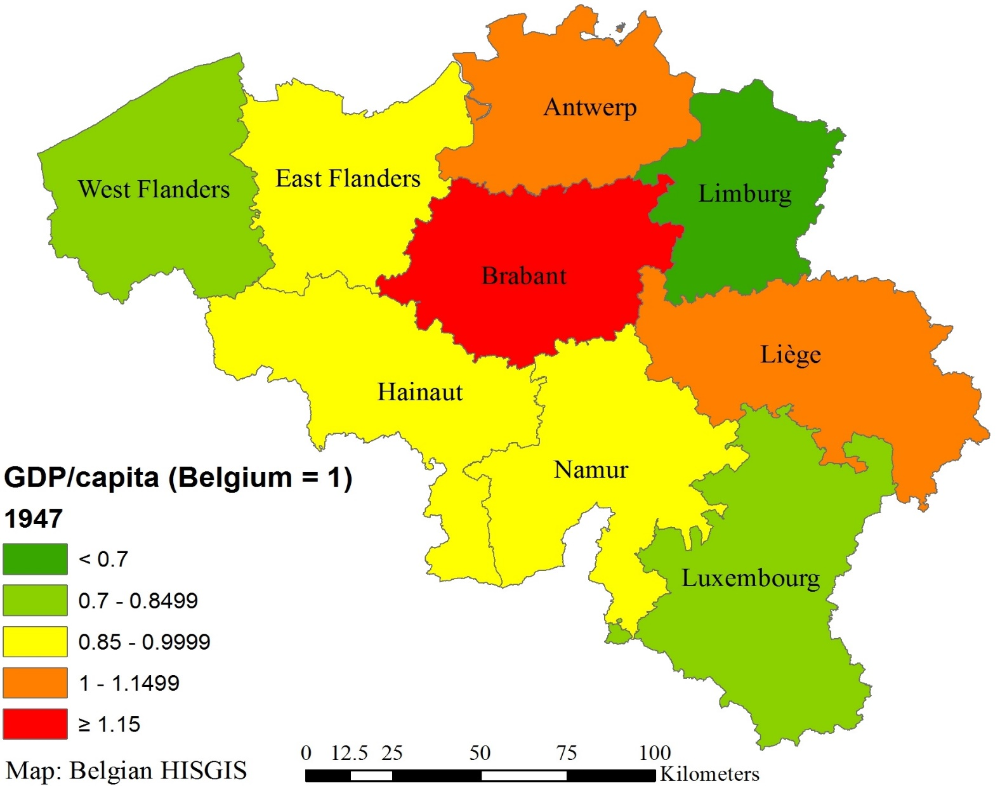 Antwerp
West Flanders
East Flanders
Limburg
Brabant
Liège
Hainaut
Namur
Luxembourg
GDP/capita (Belgium = 1)
1947
< 0.7
0.7 - 0.8499
0.85 - 0.9999
1 - 1.1499
≥ 1.15
Map: Belgian HISGIS
0 12.5 25 50 75 100
Kilometers